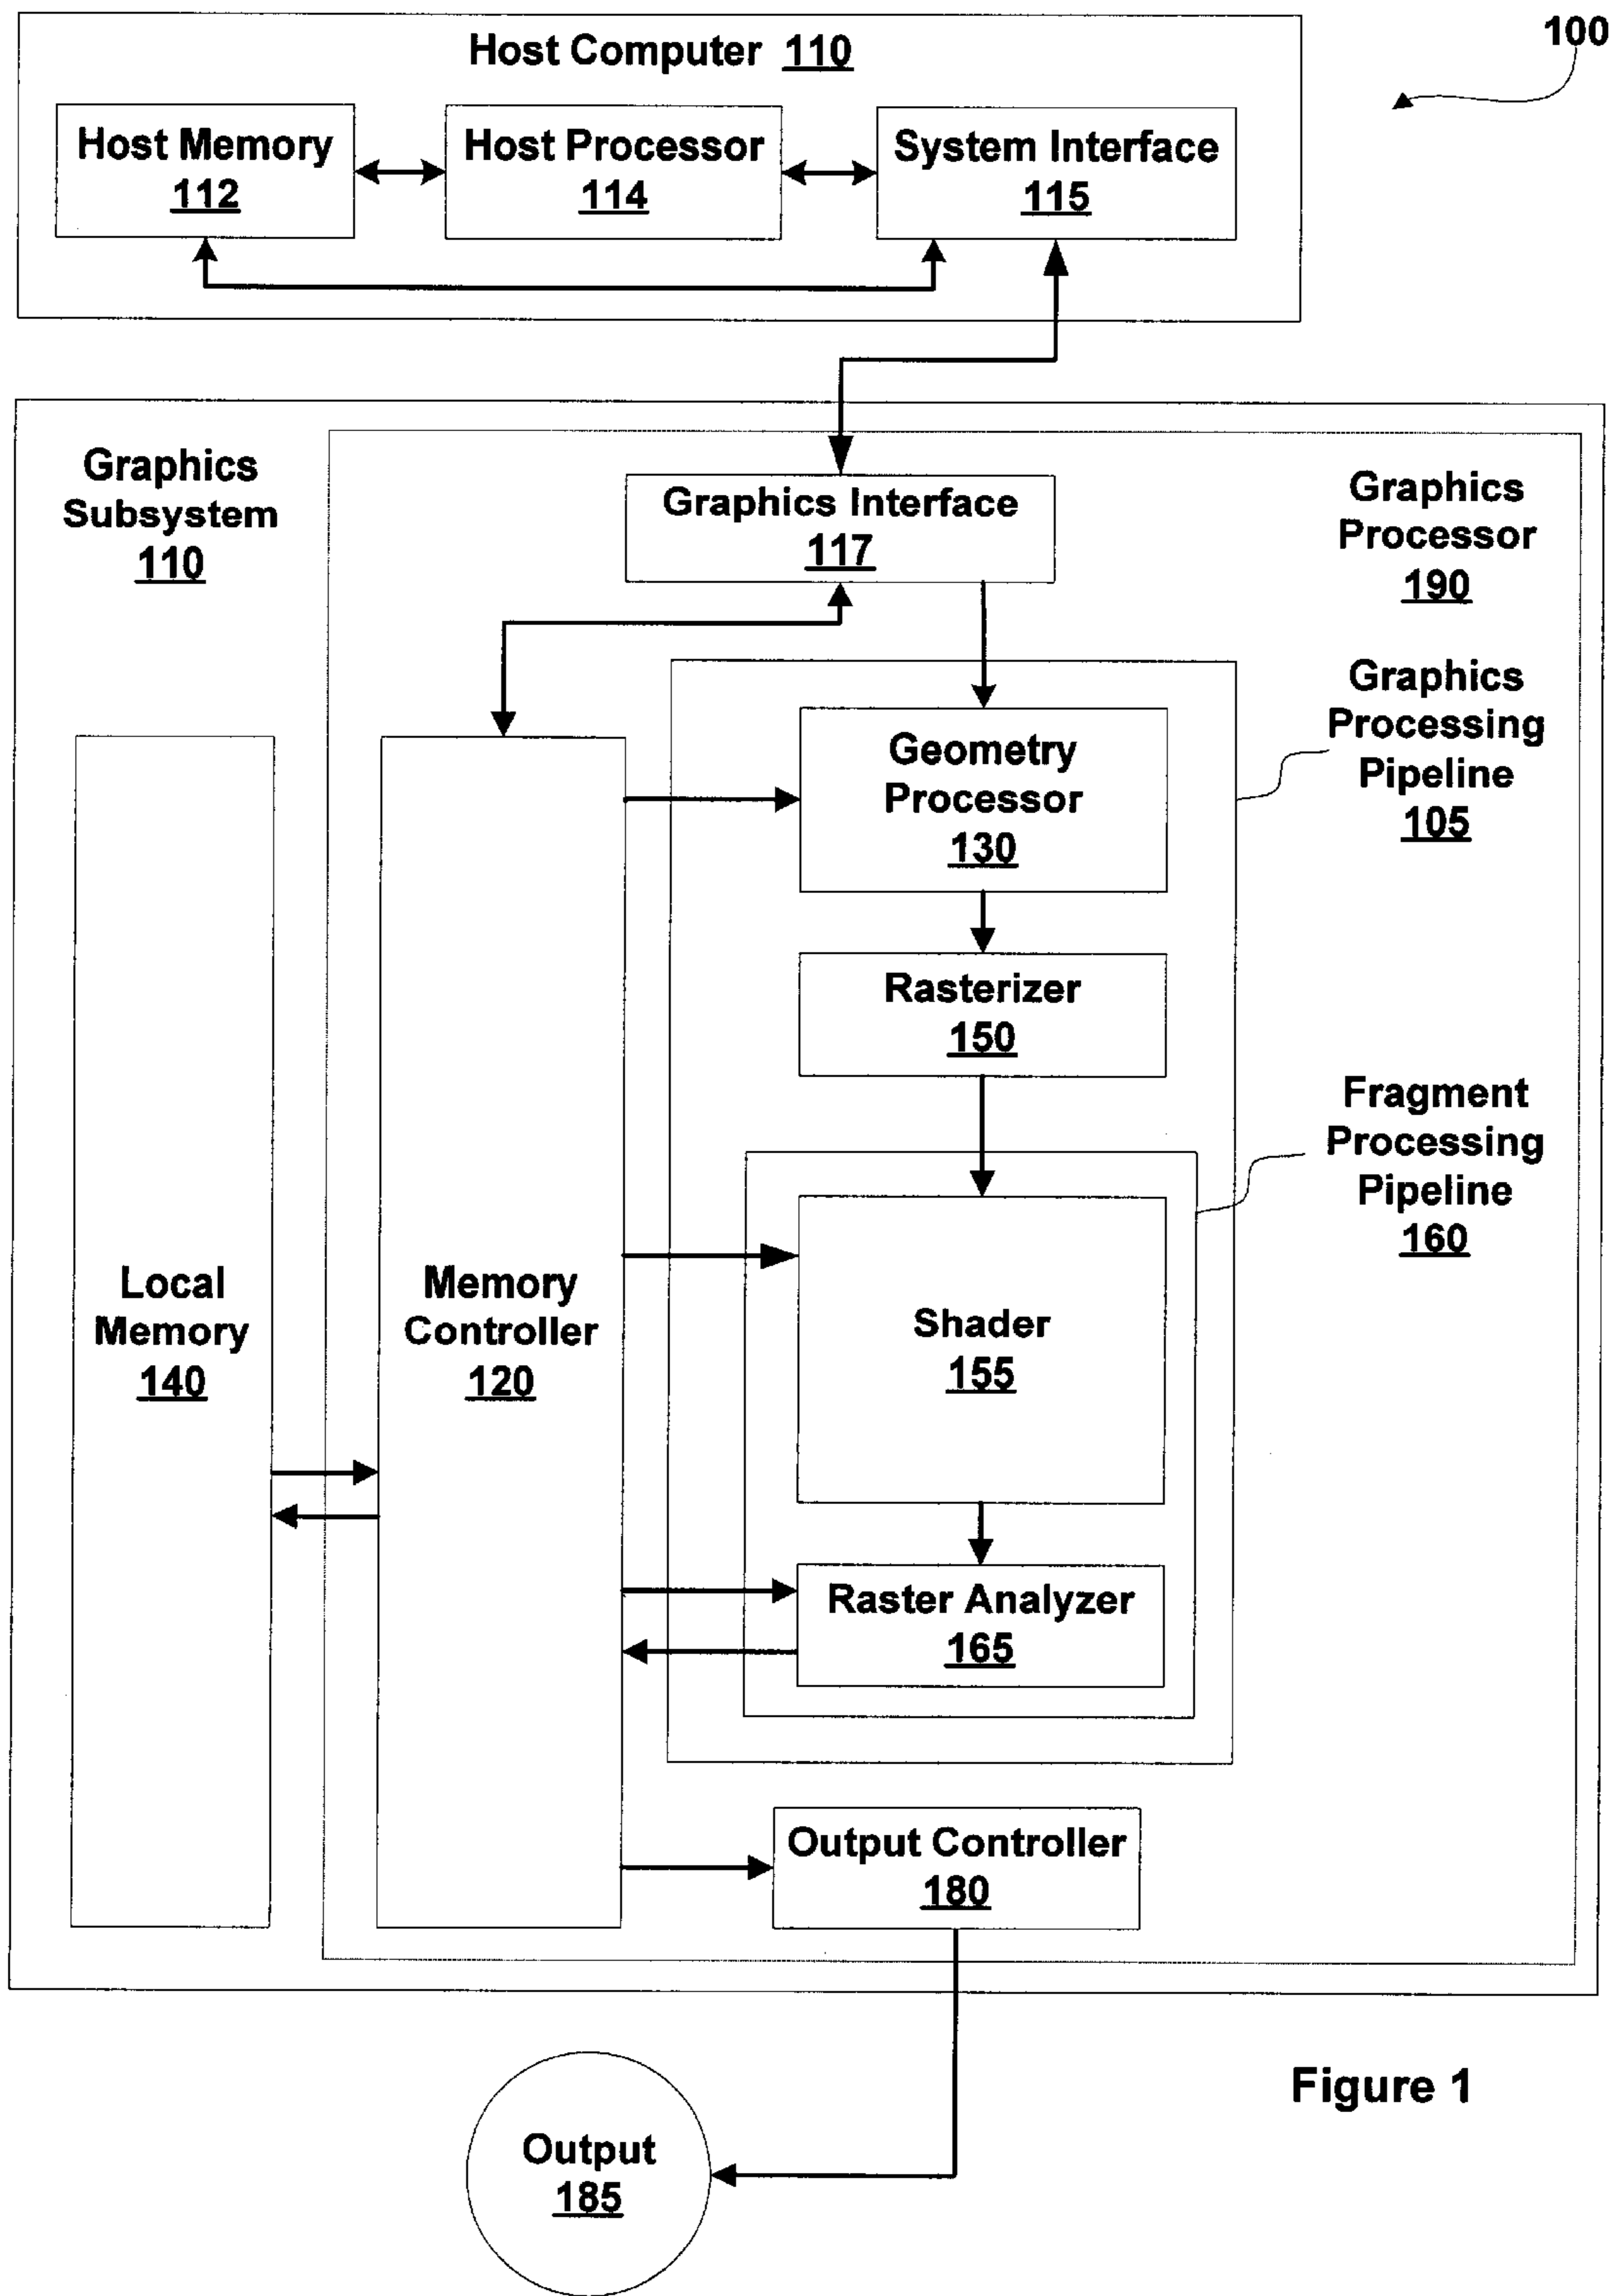 100
Host Computer 110
Host Memory
112
Host Processor
114
System Interface
115
Graphics
Subsystem
110
Graphics Interface
117
Graphics
Processor
190
Graphics
Processing
Pipeline
105
Geometry
Processor
130
Rasterizer
150
Fragment
Processing
Pipeline
160
Local
Memory
140
Memory
Controller
120
Shader
155
Raster Analyzer
165
Output Controller
180
Output
185
Figure 1